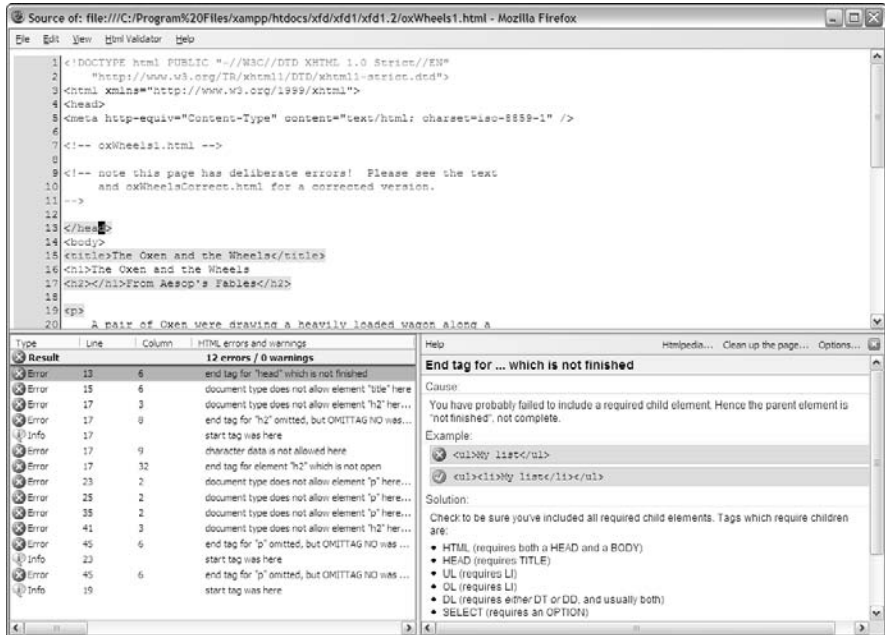 Source of: file:///C:/Program%20Files/xampp/htdocs/xfd/xfd1/xfd1.2/oxWheels1.html - Mozilla Firefox
File Edit View Html Validator Help
1 <!DOCTYPE html PUBLIC "-//W3C//DTD XHTML 1.0 Strict//EN"
2 "http://www.w3.org/TR/xhtml1/DTD/xhtml1-strict.dtd">
3 <html xmlns="http://www.w3.org/1999/xhtml">
4 <head>
5 <meta http-equiv="Content-Type" content="text/html; charset=iso-8859-1" />
6
7 <!-- oxWheels1.html -->
8
9 <!-- note this page has deliberate errors! Please see the text
10 and oxWheelsCorrect.html for a corrected version.
11 -->
12
13 </head>
14 <body>
15 <title>The Oxen and the Wheels</title>
16 <h1>The Oxen and the Wheels
17 <h2></h1>From Aesop's Fables</h2>
18
19 <p>
20 A pair of Oxen were drawing a heavily loaded wagon along a
Type Line Column HTML errors and warnings
Result 12 errors / 0 warnings
Error 13 6 end tag for "head" which is not finished
Error 15 6 document type does not allow element "title" here
Error 17 3 document type does not allow element "h2" her...
Error 17 8 end tag for "h2" omitted, but OMITTAG NO was...
Info 17 start tag was here
Error 17 9 character data is not allowed here
Error 17 32 end tag for element "h2" which is not open
Error 23 2 document type does not allow element "p" here...
Error 25 2 document type does not allow element "p" here...
Error 35 2 document type does not allow element "p" here...
Error 41 3 document type does not allow element "h2" her...
Error 45 6 end tag for "p" omitted, but OMITTAG NO was ...
Info 23 start tag was here
Error 45 6 end tag for "p" omitted, but OMITTAG NO was ...
Info 19 start tag was here
Help Htmlpedia... Clean up the page... Options...
End tag for ... which is not finished
Cause:
You have probably failed to include a required child element. Hence the parent element is
"not finished", not complete.
Example:
<ul>My list</ul>
<ul><li>My list</li></ul>
Solution:
Check to be sure you've included all required child elements. Tags which require children
are:
• HTML (requires both a HEAD and a BODY)
• HEAD (requires TITLE)
• UL (requires LI)
• OL (requires LI)
• DL (requires either DT or DD, and usually both)
• SELECT (requires an OPTION)